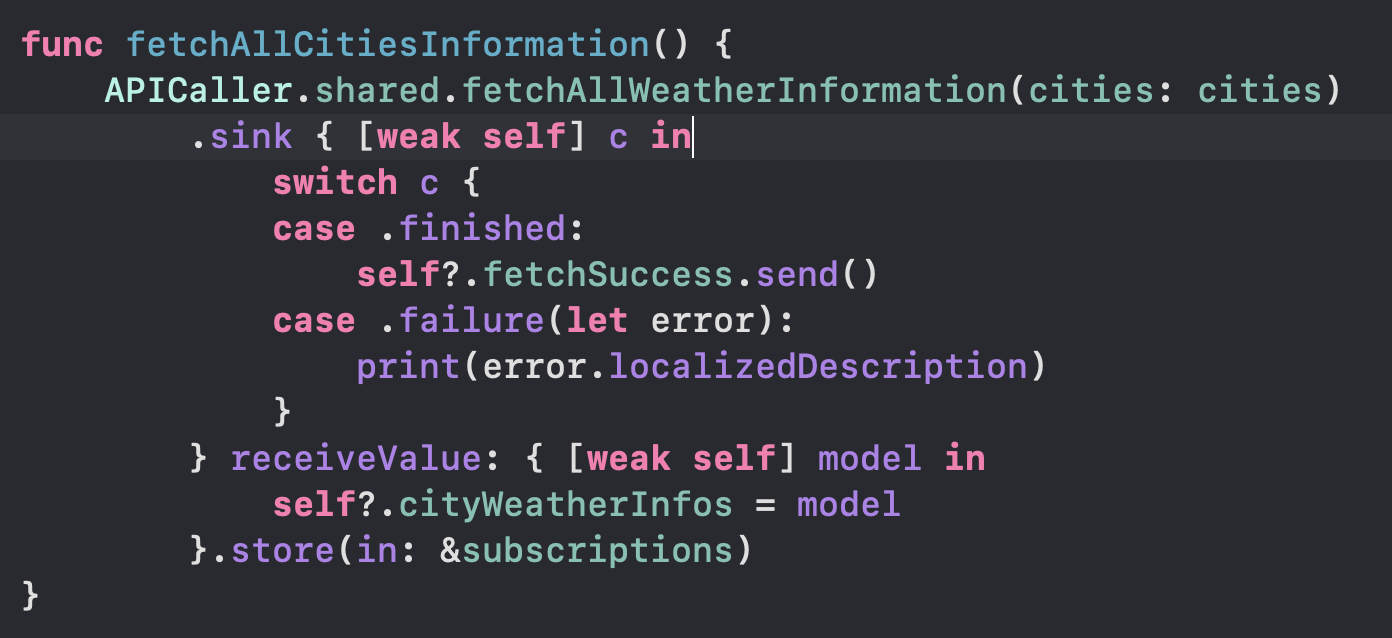 func fetchAllCitiesInformation() {
    APICaller.shared.fetchAllWeatherInformation(cities: cities)
        .sink { [weak self] c in
            switch c {
            case .finished:
                self?.fetchSuccess.send()
            case .failure(let error):
                print(error.localizedDescription)
            }
        } receiveValue: { [weak self] model in
            self?.cityWeatherInfos = model
        }.store(in: &subscriptions)
}